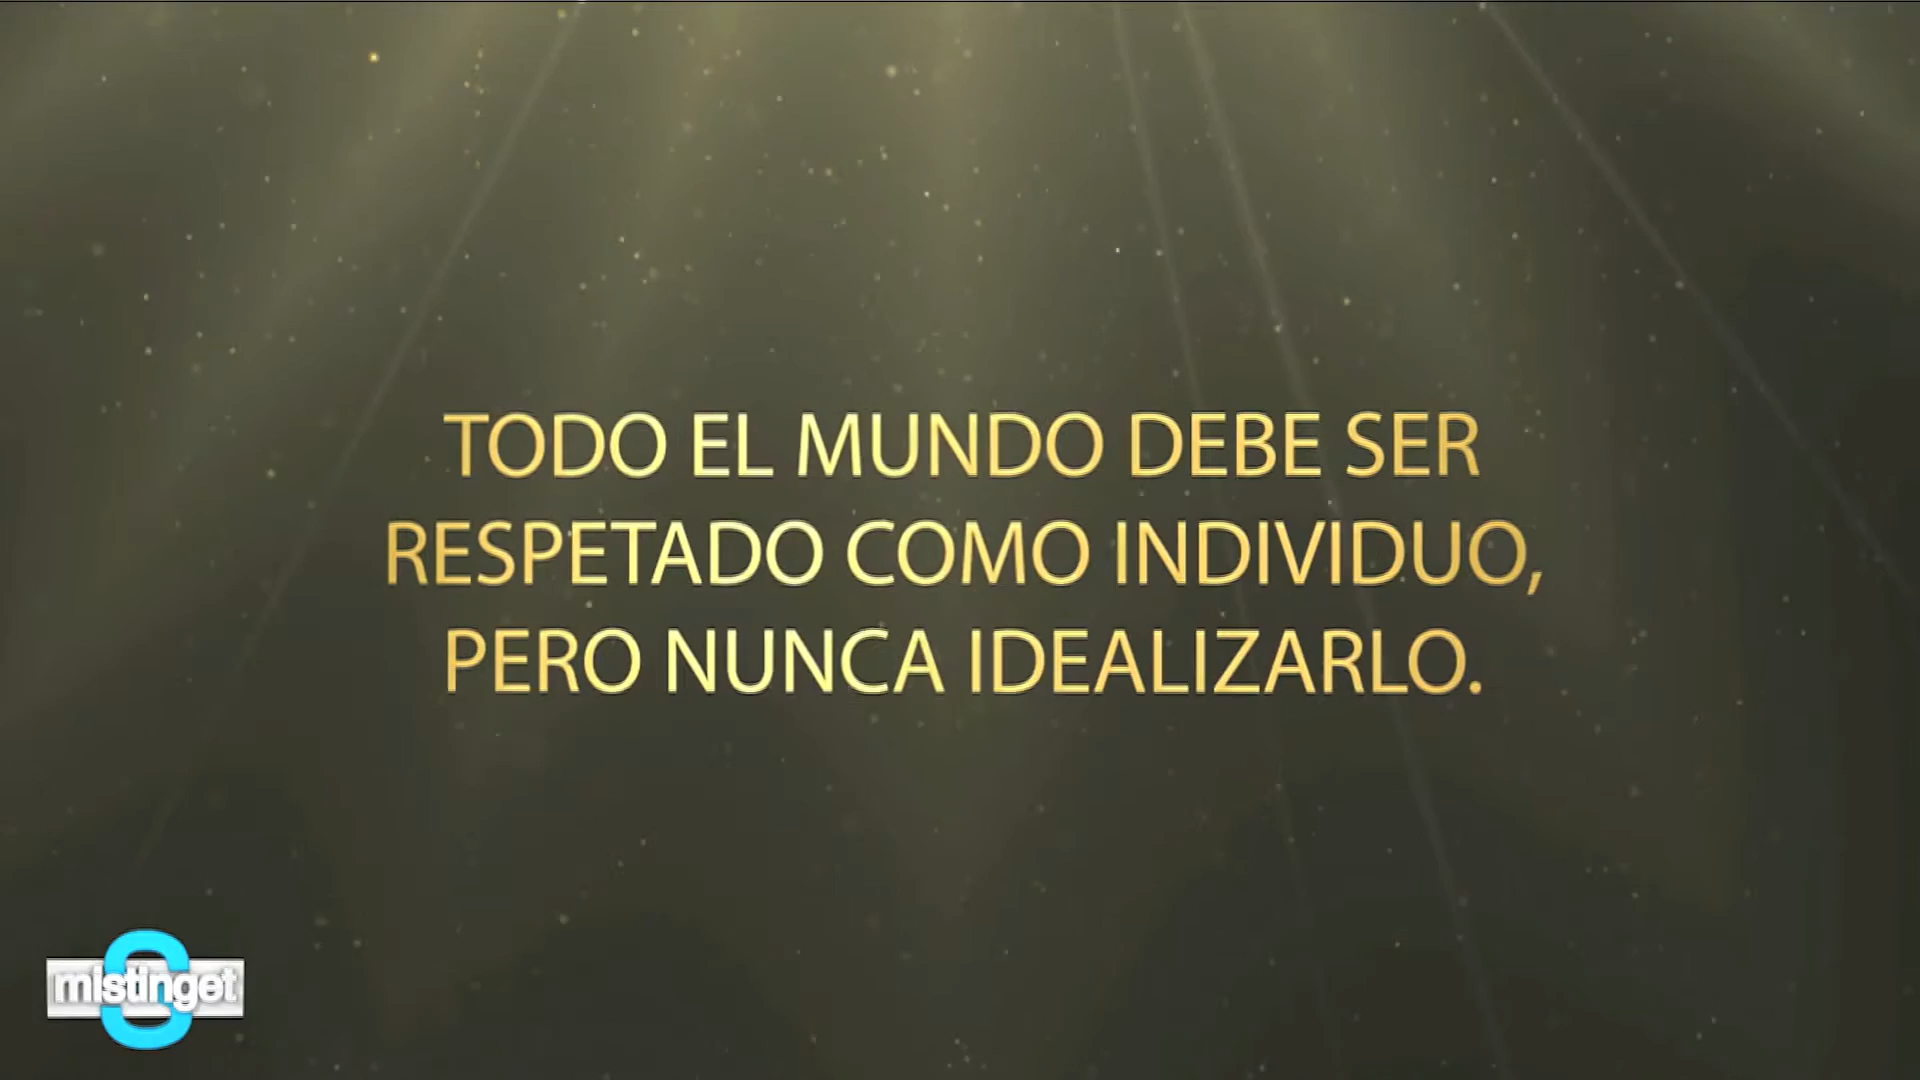 TODO EL MUNDO DEBE SER
RESPETADO COMO INDIVIDUO,
PERO NUNCA IDEALIZARLO.
mistinget